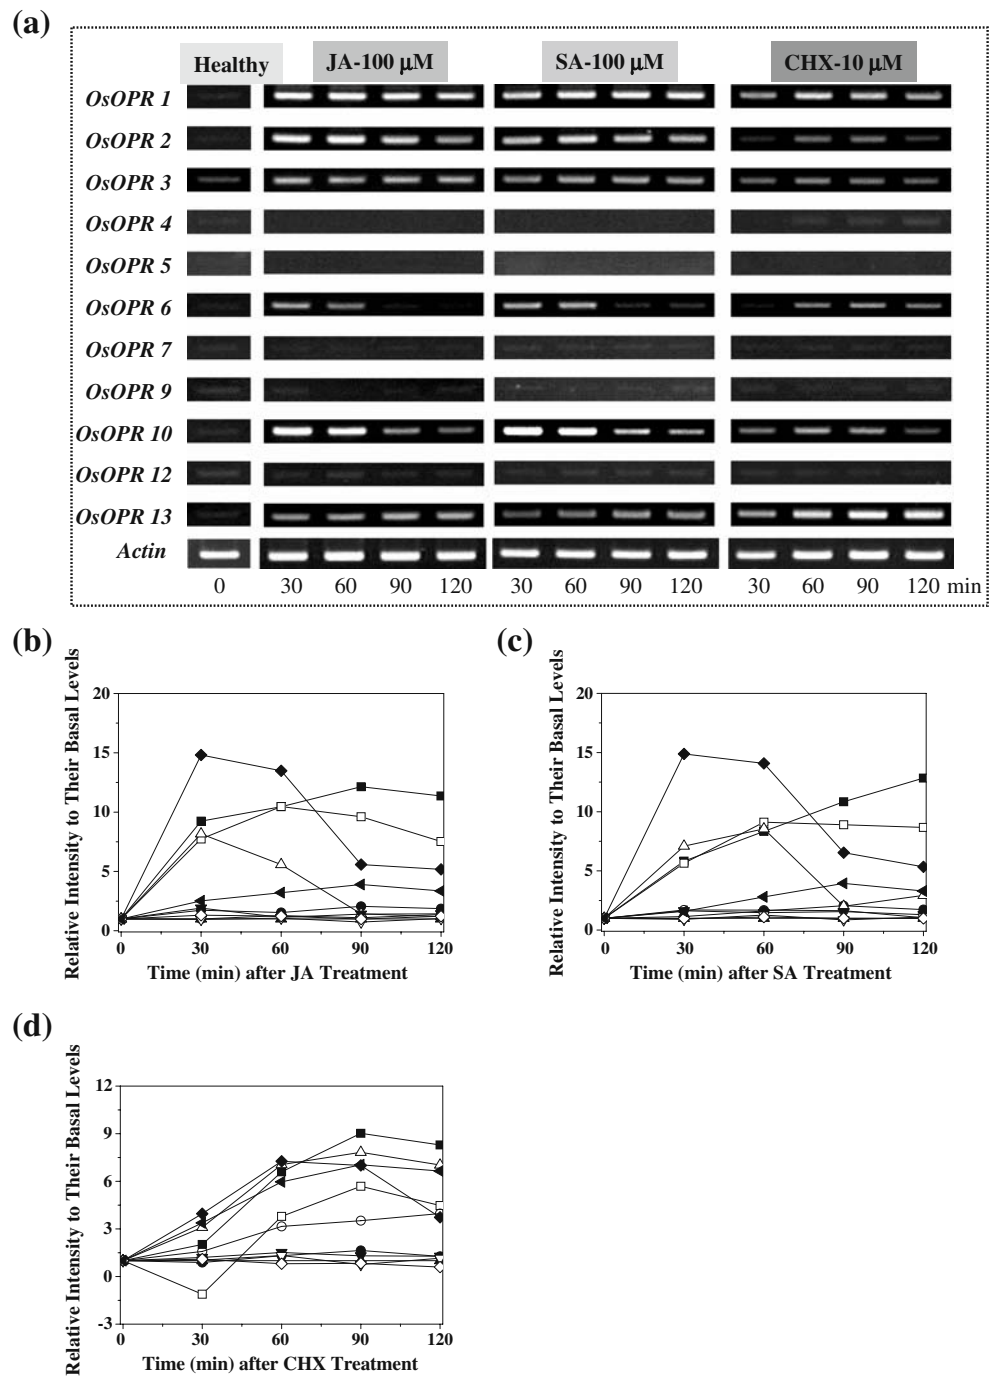 (a)
Healthy JA-100 μM SA-100 μM CHX-10 μM
OsOPR 1
OsOPR 2
OsOPR 3
OsOPR 4
OsOPR 5
OsOPR 6
OsOPR 7
OsOPR 9
OsOPR 10
OsOPR 12
OsOPR 13
Actin
0 30 60 90 120 30 60 90 120 30 60 90 120 min
(b)
Relative Intensity to Their Basal Levels
20
15
10
5
0
0 30 60 90 120
Time (min) after JA Treatment
(c)
Relative Intensity to Their Basal Levels
20
15
10
5
0
0 30 60 90 120
Time (min) after SA Treatment
(d)
Relative Intensity to Their Basal Levels
12
9
6
3
0
-3
0 30 60 90 120
Time (min) after CHX Treatment